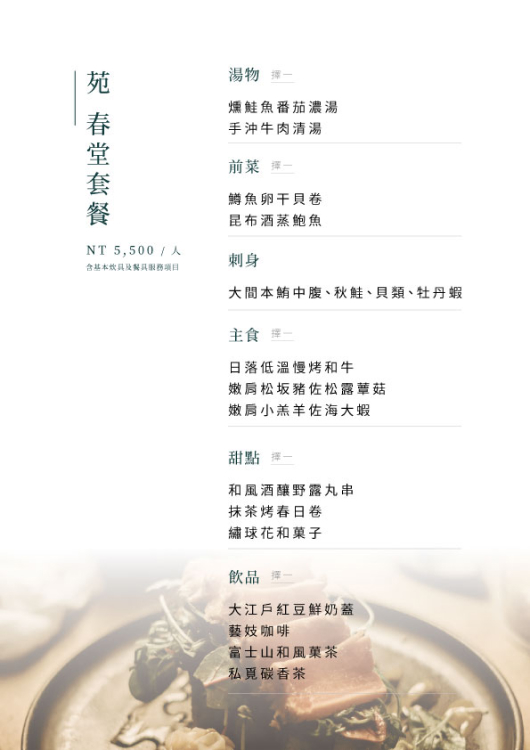 苑 春堂套餐
NT 5,500 / 人
含基本炊具及餐具服務項目
湯物 擇一
燻鮭魚番茄濃湯
手沖牛肉清湯
前菜 擇一
鱒魚卵干貝卷
昆布酒蒸鮑魚
刺身
大間本鮪中腹、秋鮭、貝類、牡丹蝦
主食 擇一
日落低溫慢烤和牛
嫩肩松坂豬佐松露蕈菇
嫩肩小羔羊佐海大蝦
甜點 擇一
和風酒釀野露丸串
抹茶烤春日卷
繡球花和菓子
飲品 擇一
大江戶紅豆鮮奶蓋
藝妓咖啡
富士山和風菓茶
私覓碳香茶